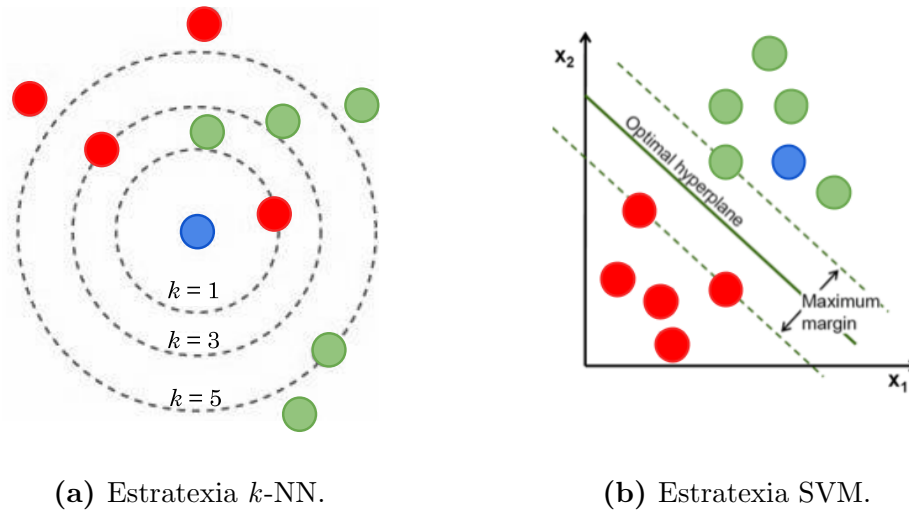 k = 1
k = 3
k = 5
x₂
Optimal hyperplane
Maximum
margin
x₁
(a) Estratexia k-NN.
(b) Estratexia SVM.